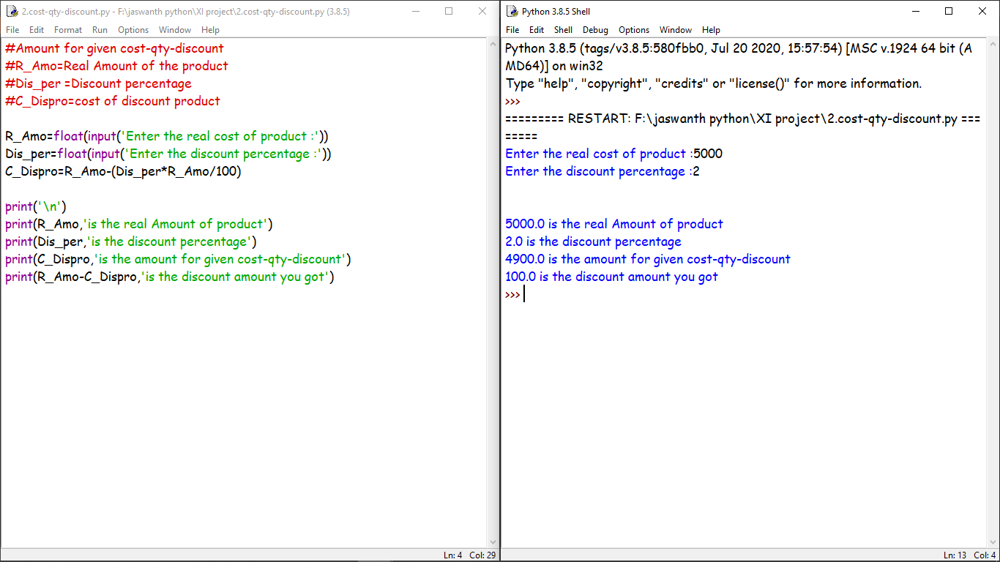 2.cost-qty-discount.py - F:\jaswanth python\XI project\2.cost-qty-discount.py (3.8.5)
File Edit Format Run Options Window Help
#Amount for given cost-qty-discount
#R_Amo=Real Amount of the product
#Dis_per =Discount percentage
#C_Dispro=cost of discount product
R_Amo=float(input('Enter the real cost of product :'))
Dis_per=float(input('Enter the discount percentage :'))
C_Dispro=R_Amo-(Dis_per*R_Amo/100)
print('\n')
print(R_Amo,'is the real Amount of product')
print(Dis_per,'is the discount percentage')
print(C_Dispro,'is the amount for given cost-qty-discount')
print(R_Amo-C_Dispro,'is the discount amount you got')
Ln: 4 Col: 29
Python 3.8.5 Shell
File Edit Shell Debug Options Window Help
Python 3.8.5 (tags/v3.8.5:580fbb0, Jul 20 2020, 15:57:54) [MSC v.1924 64 bit (A
MD64)] on win32
Type "help", "copyright", "credits" or "license()" for more information.
>>>
========= RESTART: F:\jaswanth python\XI project\2.cost-qty-discount.py ===
=====
Enter the real cost of product :5000
Enter the discount percentage :2
5000.0 is the real Amount of product
2.0 is the discount percentage
4900.0 is the amount for given cost-qty-discount
100.0 is the discount amount you got
>>>
Ln: 13 Col: 4